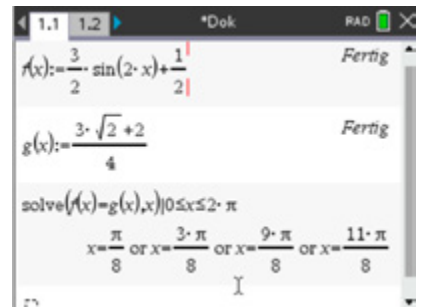 1.1 1.2 *Dok RAD
f(x):=3/2·sin(2·x)+1/2 Fertig
g(x):=(3·√2+2)/4 Fertig
solve(f(x)=g(x),x)|0≤x≤2·π
x=π/8 or x=3·π/8 or x=9·π/8 or x=11·π/8